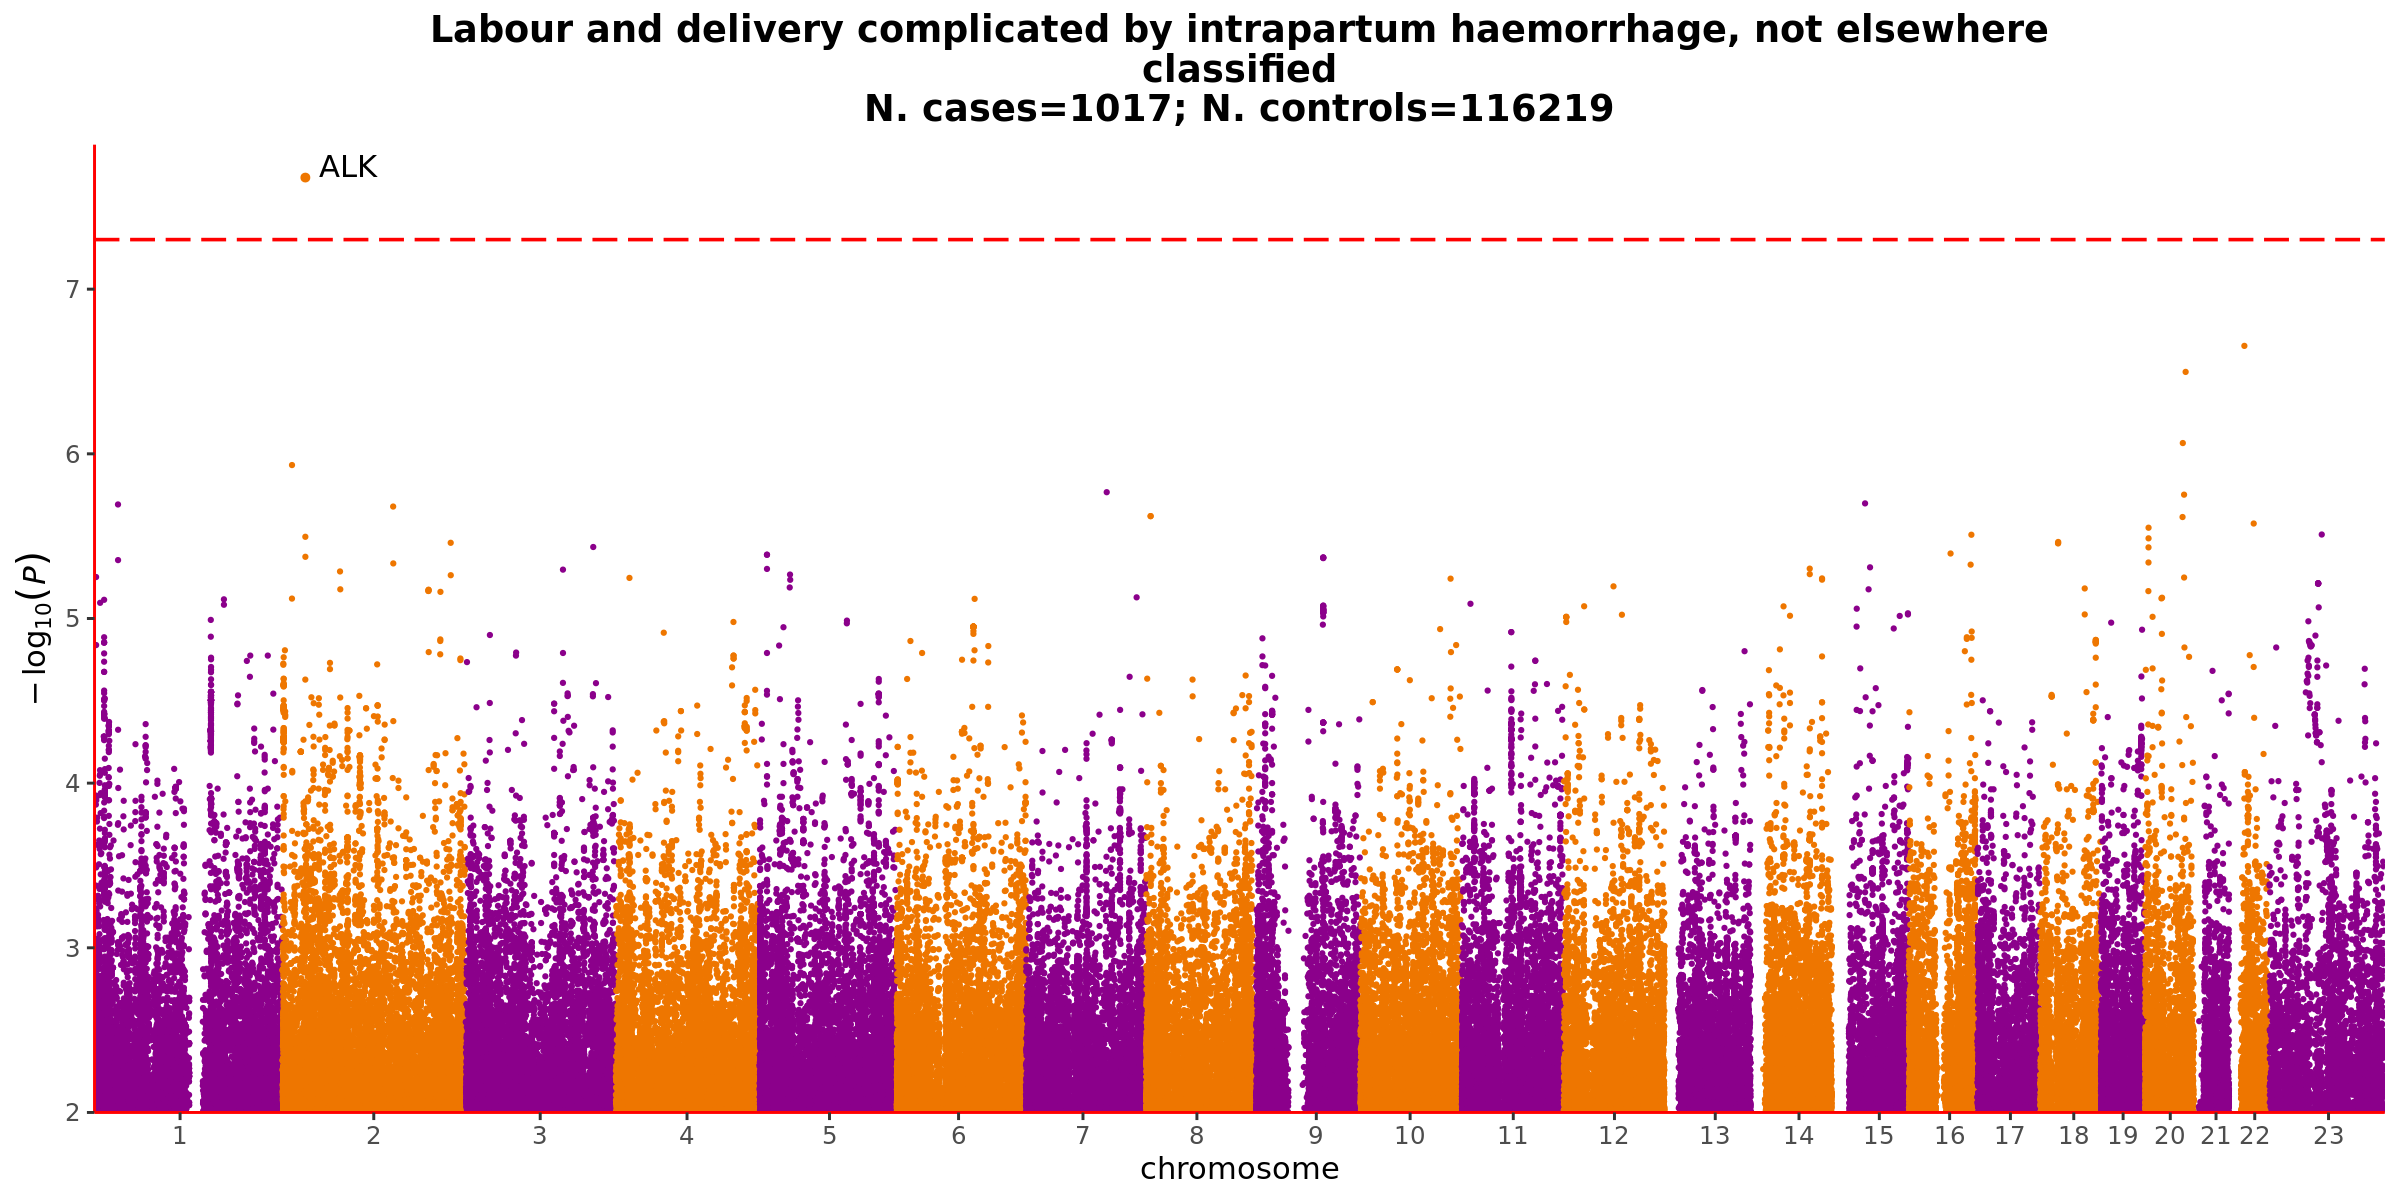 Labour and delivery complicated by intrapartum haemorrhage, not elsewhere
classified
N. cases=1017; N. controls=116219
ALK
7
6
5
4
3
2
−log₁₀(P)
1 2 3 4 5 6 7 8 9 10 11 12 13 14 15 16 17 18 19 20 21 22 23
chromosome